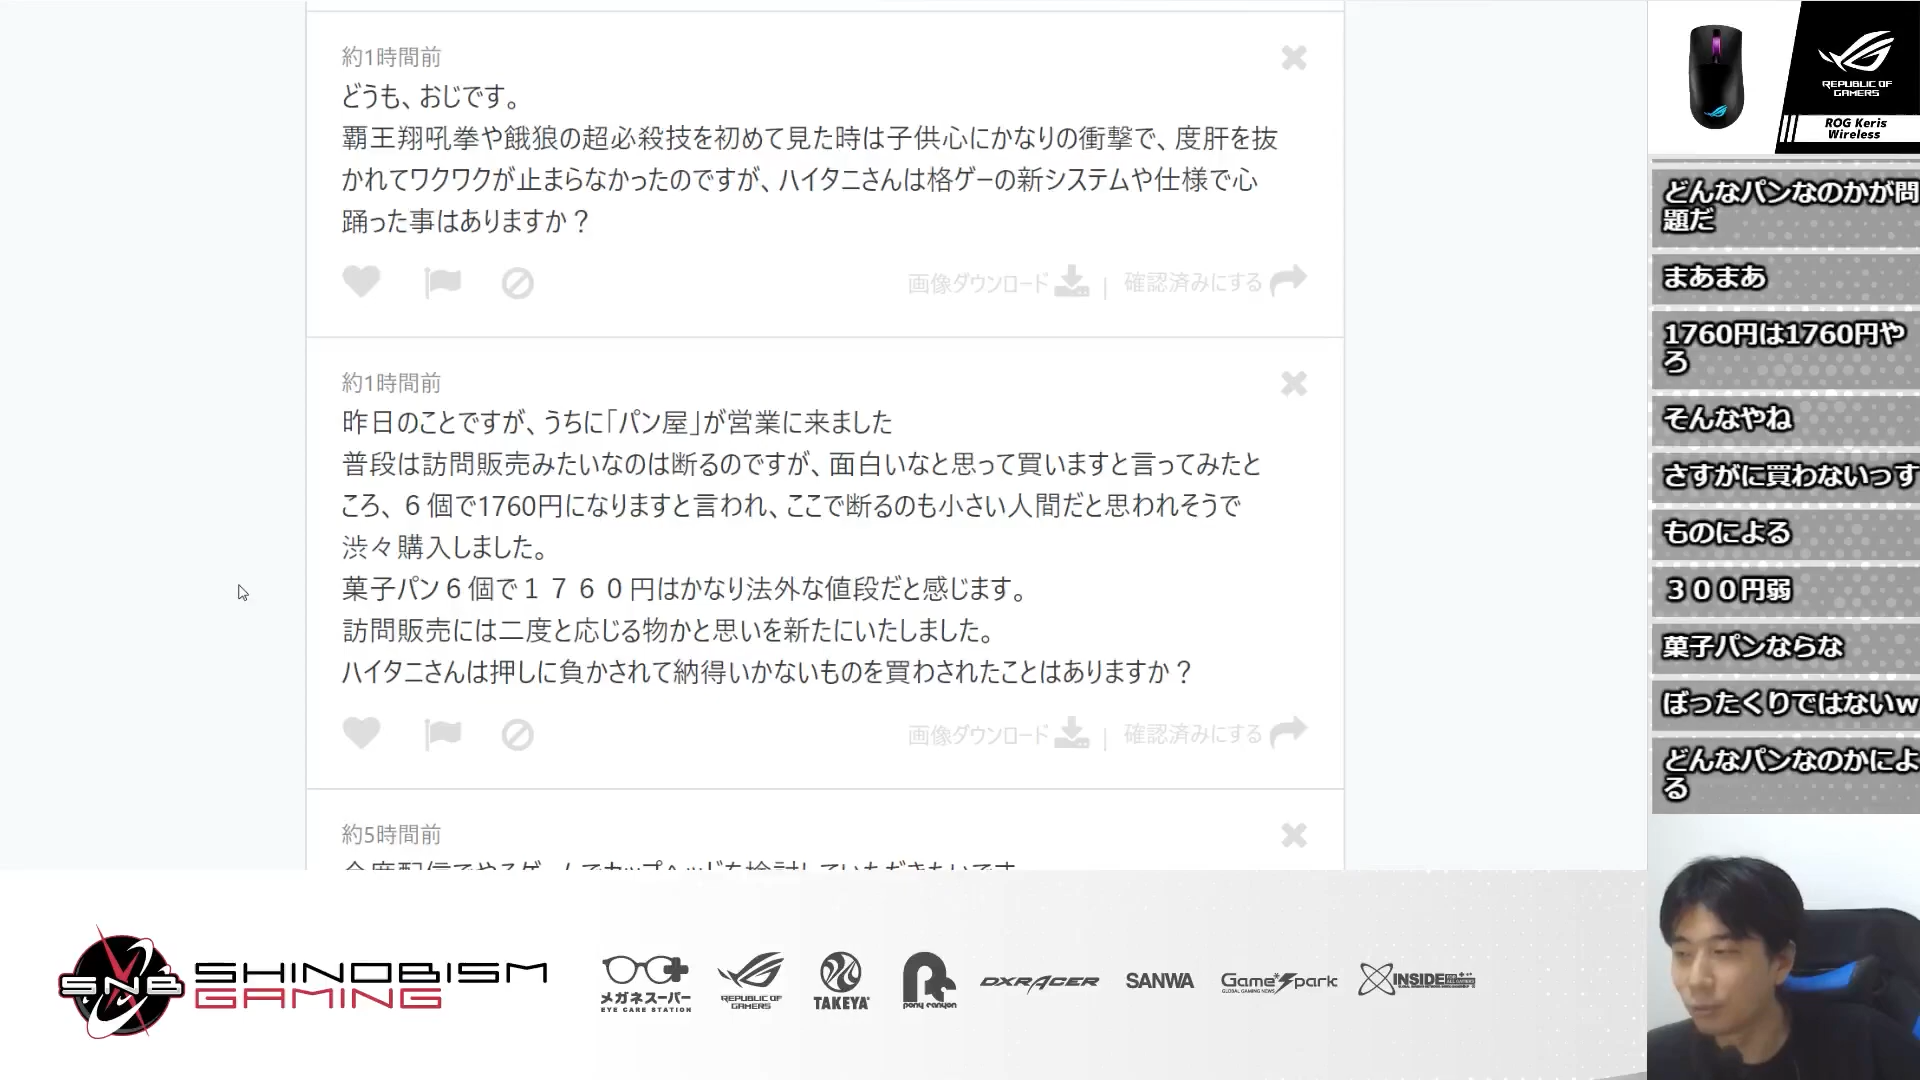 約1時間前
どうも、おじです。
覇王翔吼拳や餓狼の超必殺技を初めて見た時は子供心にかなりの衝撃で、度肝を抜
かれてワクワクが止まらなかったのですが、ハイタニさんは格ゲーの新システムや仕様で心
踊った事はありますか？
画像ダウンロード | 確認済みにする
約1時間前
昨日のことですが、うちに「パン屋」が営業に来ました
普段は訪問販売みたいなのは断るのですが、面白いなと思って買いますと言ってみたと
ころ、６個で1760円になりますと言われ、ここで断るのも小さい人間だと思われそうで
渋々購入しました。
菓子パン６個で１７６０円はかなり法外な値段だと感じます。
訪問販売には二度と応じる物かと思いを新たにいたしました。
ハイタニさんは押しに負かされて納得いかないものを買わされたことはありますか？
画像ダウンロード | 確認済みにする
約5時間前
REPUBLIC OF
GAMERS
ROG Keris
Wireless
どんなパンなのかが問
題だ
まあまあ
1760円は1760円や
ろ
そんなやね
さすがに買わないっす
ものによる
３００円弱
菓子パンならな
ぼったくりではないw
どんなパンなのかによ
る
SNB
SHINOBISM
GAMING
メガネスーパー
EYE CARE STATION
REPUBLIC OF
GAMERS
TAKEYA
pony canyon
DXRACER
SANWA
Game*Spark
GLOBAL GAMING NEWS
INSIDE